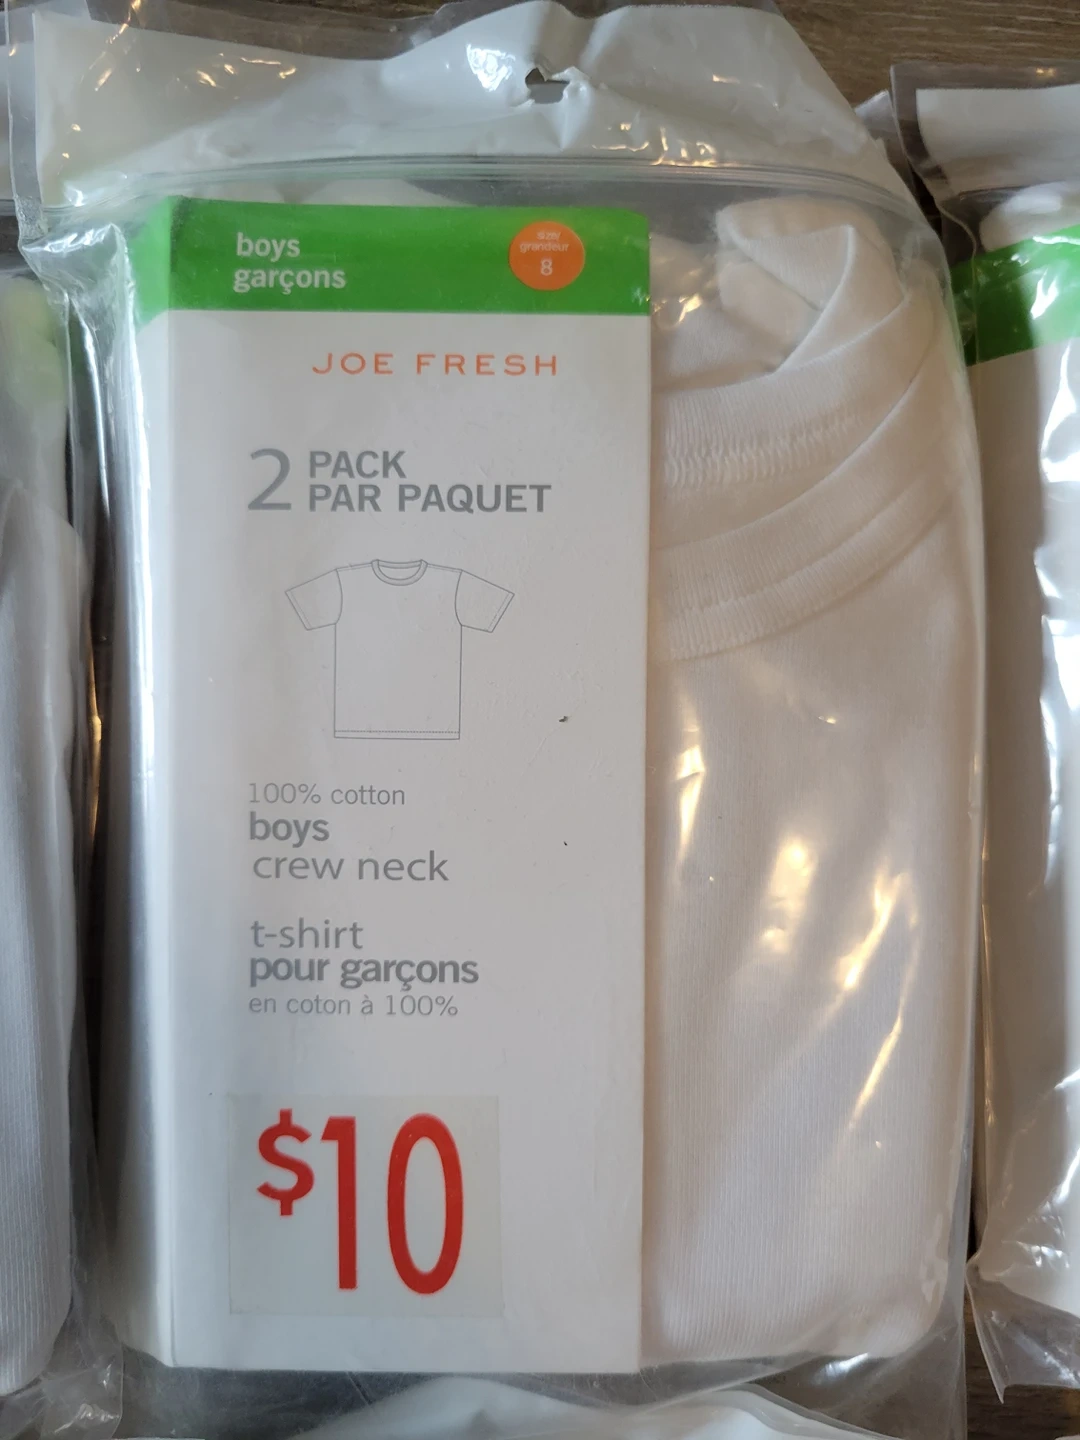 boys
garçons
size/
grandeur
8
JOE FRESH
2 PACK
PAR PAQUET
100% cotton
boys
crew neck
t-shirt
pour garçons
en coton à 100%
$10